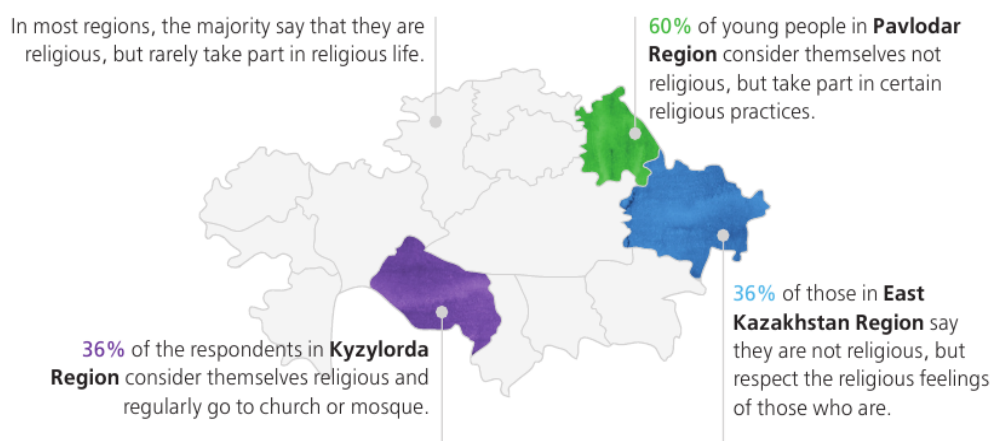 In most regions, the majority say that they are
religious, but rarely take part in religious life.
60% of young people in Pavlodar
Region consider themselves not
religious, but take part in certain
religious practices.
36% of those in East
Kazakhstan Region say
they are not religious, but
respect the religious feelings
of those who are.
36% of the respondents in Kyzylorda
Region consider themselves religious and
regularly go to church or mosque.